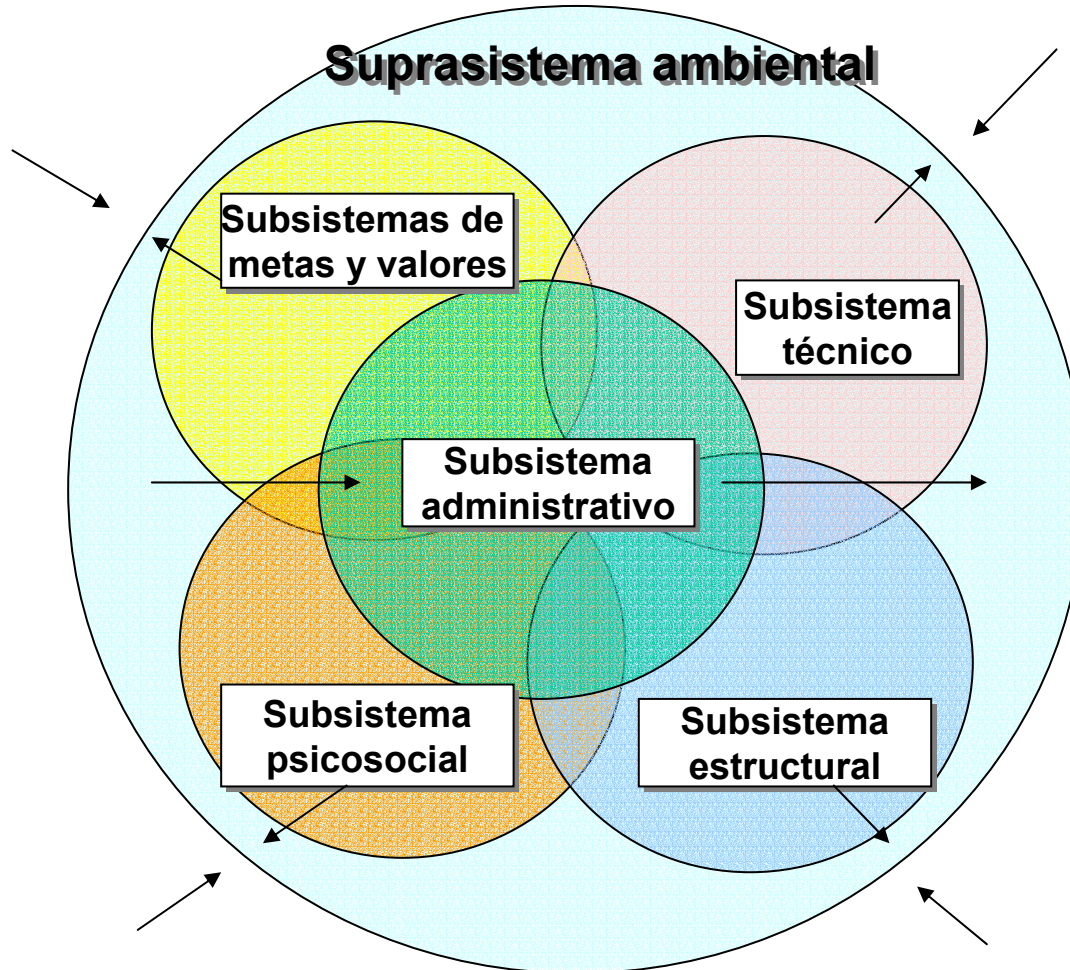 Suprasistema ambiental
Subsistemas de
metas y valores
Subsistema
técnico
Subsistema
administrativo
Subsistema
psicosocial
Subsistema
estructural